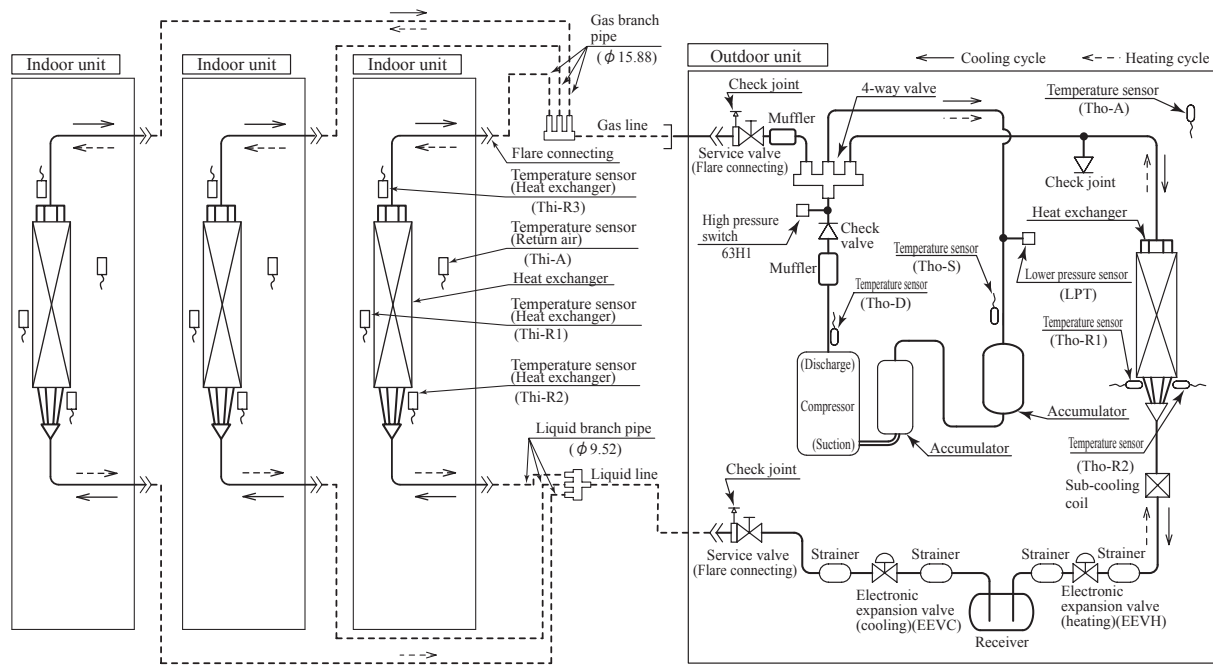 Gas branch
pipe
(ϕ 15.88)
Indoor unit
Indoor unit
Indoor unit
Outdoor unit
Cooling cycle
Heating cycle
Check joint
4-way valve
Temperature sensor
(Tho-A)
Muffler
Gas line
Service valve
(Flare connecting)
Flare connecting
Check joint
Temperature sensor
(Heat exchanger)
(Thi-R3)
High pressure
switch
63H1
Check
valve
Heat exchanger
Temperature sensor
(Return air)
(Thi-A)
Muffler
Temperature sensor
(Tho-S)
Lower pressure sensor
(LPT)
Heat exchanger
Temperature sensor
(Tho-D)
Temperature sensor
(Heat exchanger)
(Thi-R1)
Temperature sensor
(Tho-R1)
Temperature sensor
(Heat exchanger)
(Thi-R2)
(Discharge)
Compressor
(Suction)
Accumulator
Accumulator
Liquid branch pipe
(ϕ 9.52)
Temperature sensor
(Tho-R2)
Liquid line
Check joint
Sub-cooling
coil
Service valve
(Flare connecting)
Strainer
Strainer
Strainer
Strainer
Electronic
expansion valve
(cooling)(EEVC)
Electronic
expansion valve
(heating)(EEVH)
Receiver